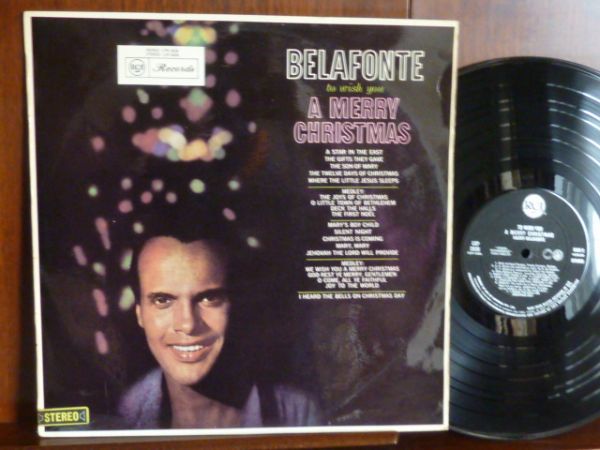 BELAFONTE
to wish you
A MERRY
CHRISTMAS
RCA
Records
A STAR IN THE EAST
THE GIFTS THEY GAVE
THE SON OF MARY
THE TWELVE DAYS OF CHRISTMAS
WHERE THE LITTLE JESUS SLEEPS
MEDLEY:
THE JOYS OF CHRISTMAS
O LITTLE TOWN OF BETHLEHEM
DECK THE HALLS
THE FIRST NOËL
MARY'S BOY CHILD
SILENT NIGHT
CHRISTMAS IS COMING
MARY, MARY
JEHOVAH THE LORD WILL PROVIDE
MEDLEY:
WE WISH YOU A MERRY CHRISTMAS
GOD REST YE MERRY, GENTLEMEN
O COME ALL YE FAITHFUL
JOY TO THE WORLD
I HEARD THE BELLS ON CHRISTMAS DAY
STEREO
RCA
TO WISH YOU
A MERRY CHRISTMAS